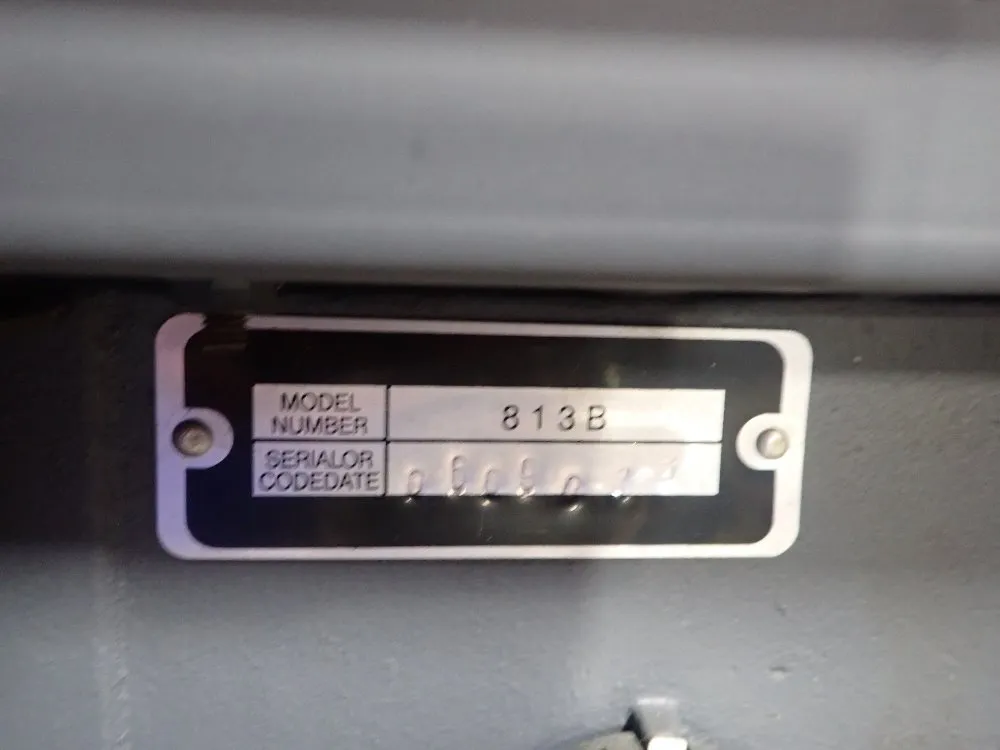 MODEL
NUMBER
813B
SERIALOR
CODEDATE